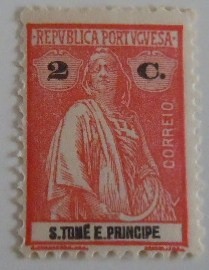 REPVBLICA PORTVGVESA
2 C.
CORREIO
S. TOMÉ E. PRINCIPE